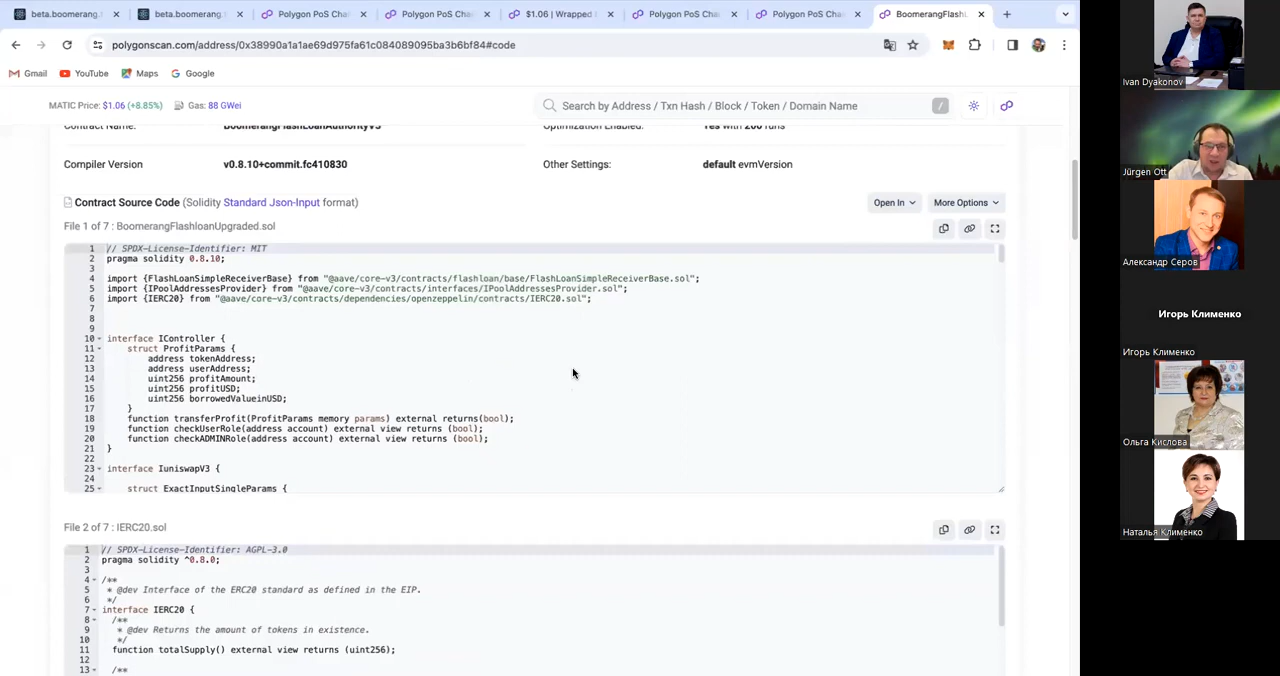 beta.boomerang.t
beta.boomerang.t
Polygon PoS Cha
Polygon PoS Cha
$1.06 | Wrapped
Polygon PoS Cha
Polygon PoS Cha
BoomerangFlashL
polygonscan.com/address/0x38990a1a1ae69d975fa61c084089095ba3b6bf84#code
Gmail
YouTube
Maps
Google
MATIC Price: $1.06 (+8.85%)
Gas: 88 GWei
Search by Address / Txn Hash / Block / Token / Domain Name
/
Contract Name:
BoomerangFlashLoanAuthorityV3
Optimization Enabled:
Yes with 200 runs
Compiler Version
v0.8.10+commit.fc410830
Other Settings:
default evmVersion
Contract Source Code (Solidity Standard Json-Input format)
Open In
More Options
File 1 of 7 : BoomerangFlashloanUpgraded.sol
1 // SPDX-License-Identifier: MIT
2 pragma solidity 0.8.10;
3
4 import {FlashLoanSimpleReceiverBase} from "@aave/core-v3/contracts/flashloan/base/FlashLoanSimpleReceiverBase.sol";
5 import {IPoolAddressesProvider} from "@aave/core-v3/contracts/interfaces/IPoolAddressesProvider.sol";
6 import {IERC20} from "@aave/core-v3/contracts/dependencies/openzeppelin/contracts/IERC20.sol";
7
8
9
10 interface IController {
11 struct ProfitParams {
12 address tokenAddress;
13 address userAddress;
14 uint256 profitAmount;
15 uint256 profitUSD;
16 uint256 borrowedValueinUSD;
17 }
18 function transferProfit(ProfitParams memory params) external returns(bool);
19 function checkUserRole(address account) external view returns (bool);
20 function checkADMINRole(address account) external view returns (bool);
21 }
22
23 interface IuniswapV3 {
24
25 struct ExactInputSingleParams {
File 2 of 7 : IERC20.sol
1 // SPDX-License-Identifier: AGPL-3.0
2 pragma solidity ^0.8.0;
3
4 /**
5 * @dev Interface of the ERC20 standard as defined in the EIP.
6 */
7 interface IERC20 {
8 /**
9 * @dev Returns the amount of tokens in existence.
10 */
11 function totalSupply() external view returns (uint256);
12
13 /**
Ivan Dyakonov
Jürgen Ott
Александр Серов
Игорь Клименко
Игорь Клименко
Ольга Кислова
Наталья Клименко